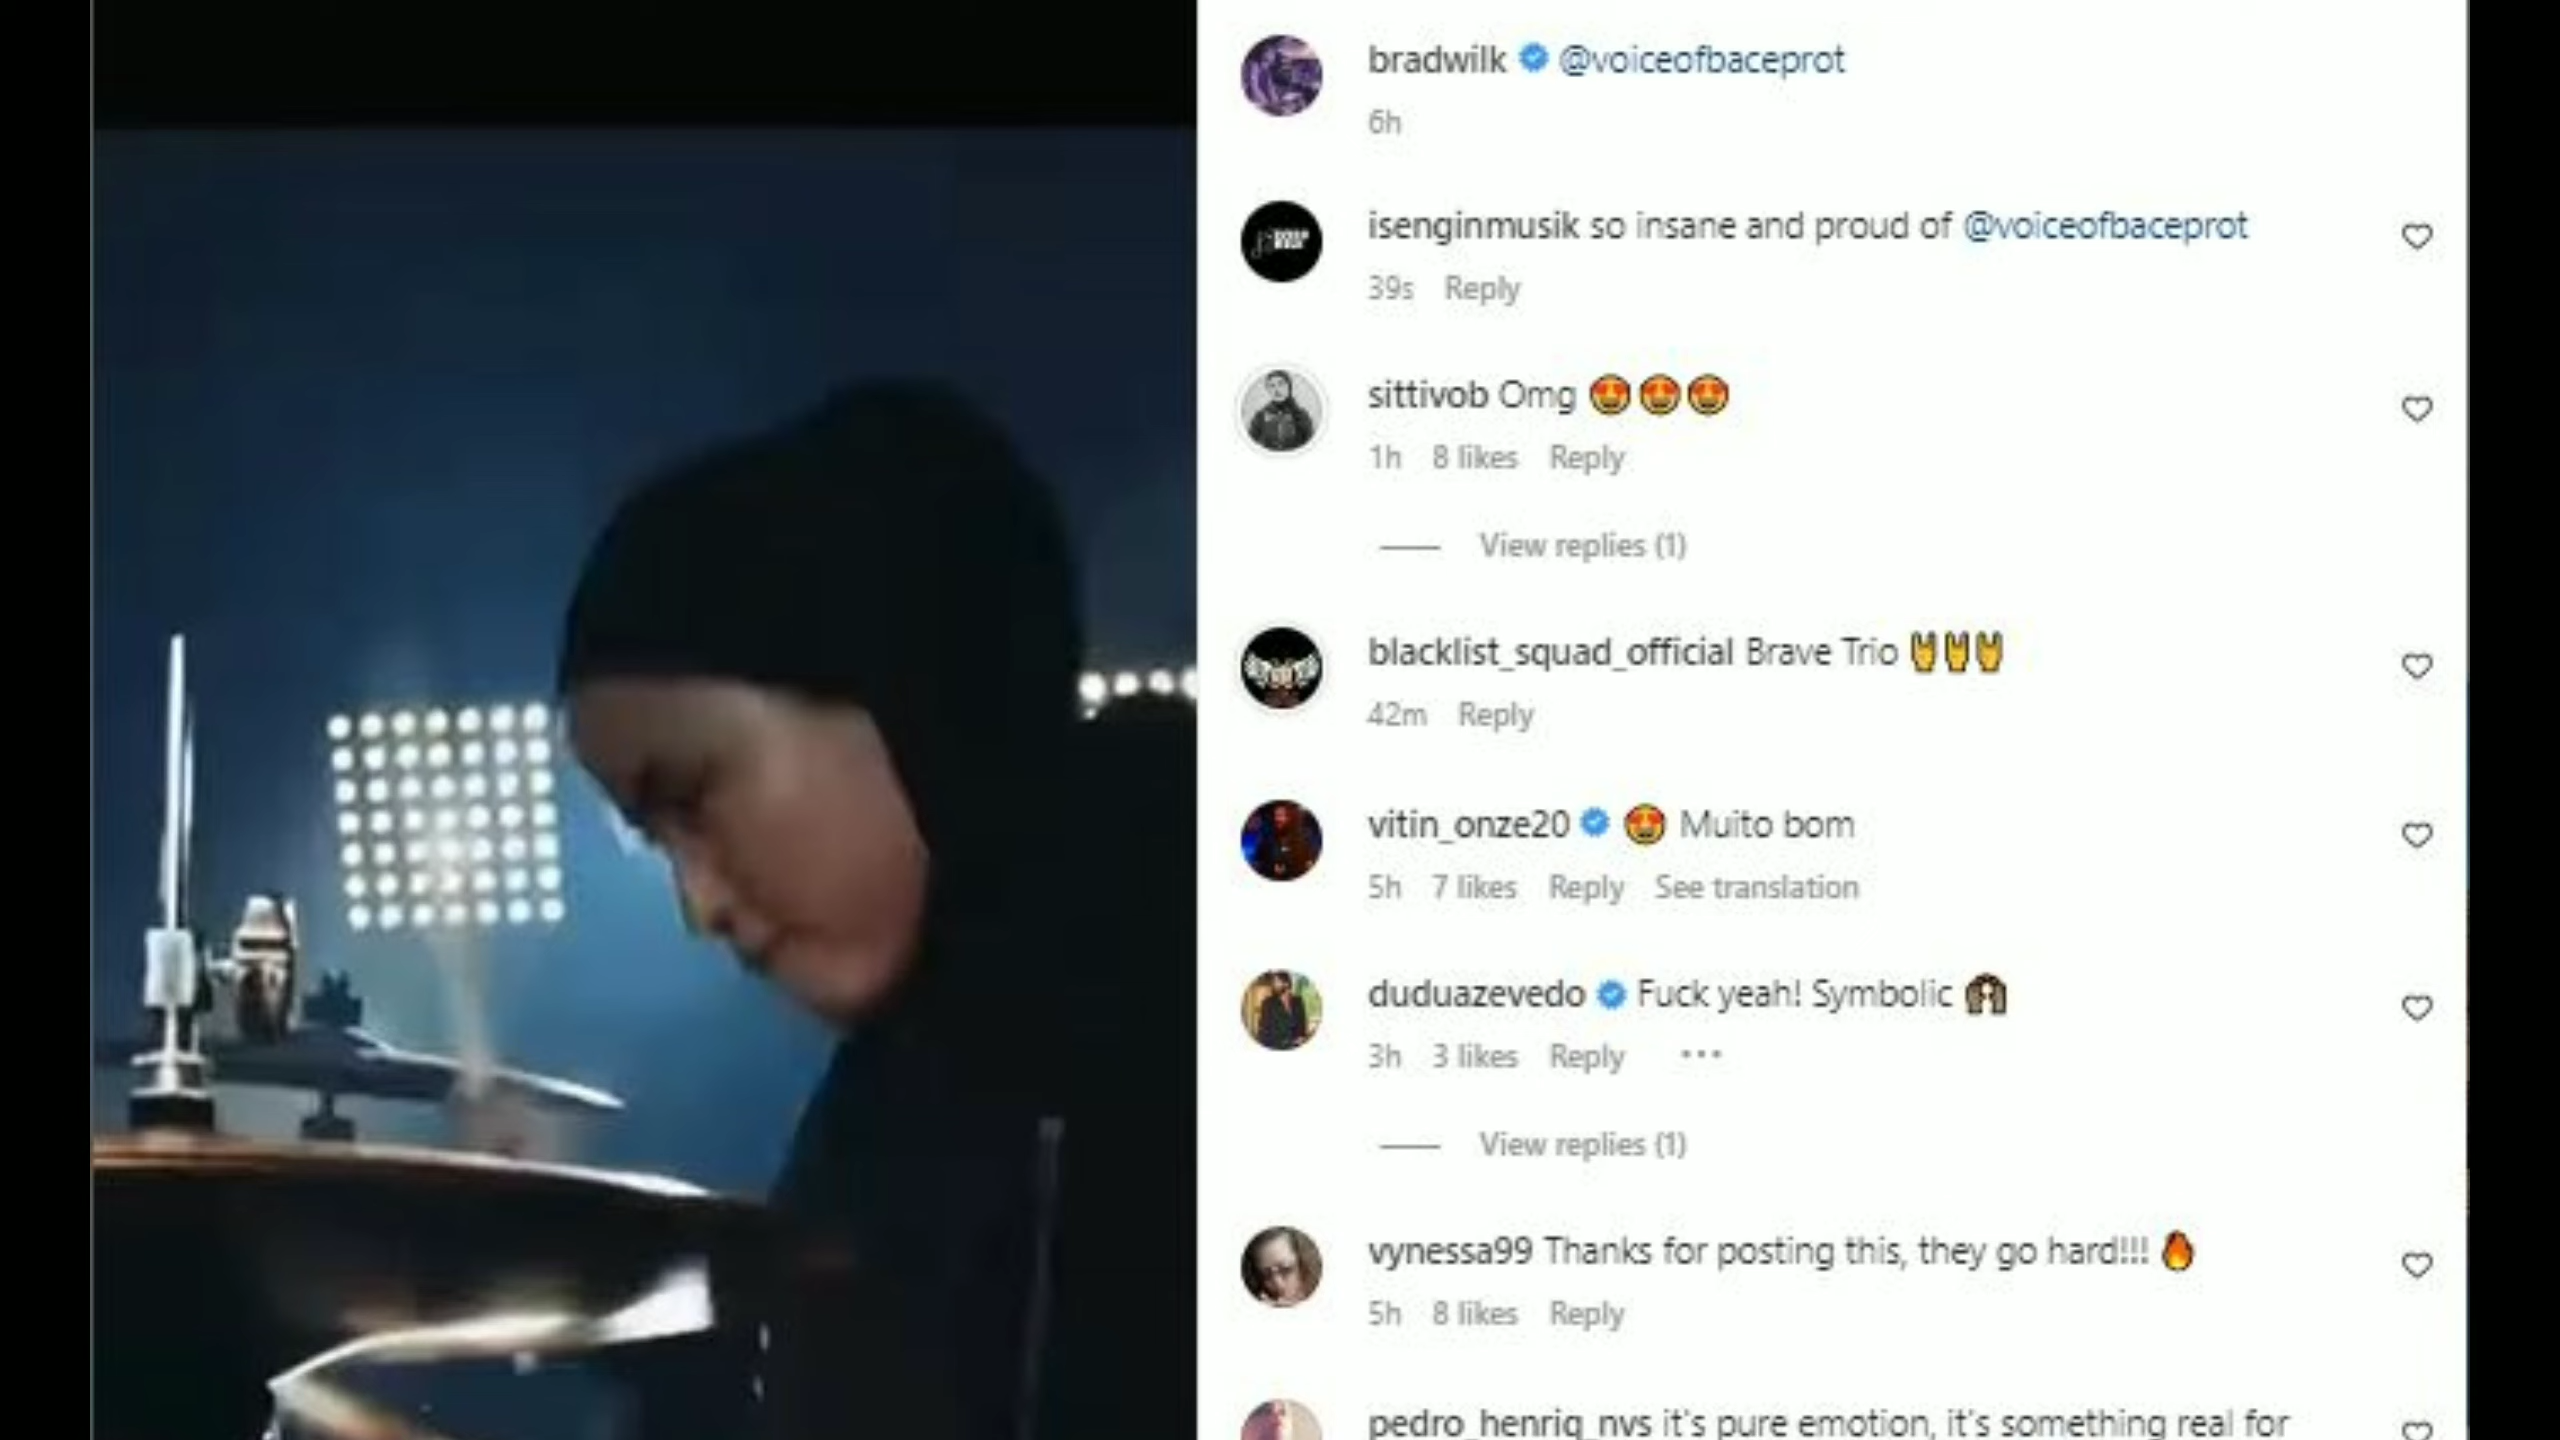 bradwilk @voiceofbaceprot
6h
isenginmusik so insane and proud of @voiceofbaceprot
39s Reply
sittivob Omg 🤩🤩🤩
1h 8 likes Reply
View replies (1)
blacklist_squad_official Brave Trio 🤘🤘🤘
42m Reply
vitin_onze20 🤩 Muito bom
5h 7 likes Reply See translation
duduazevedo Fuck yeah! Symbolic 🙌🏾
3h 3 likes Reply •••
View replies (1)
vynessa99 Thanks for posting this, they go hard!!! 🔥
5h 8 likes Reply
pedro_henriq_nvs it's pure emotion, it's something real for